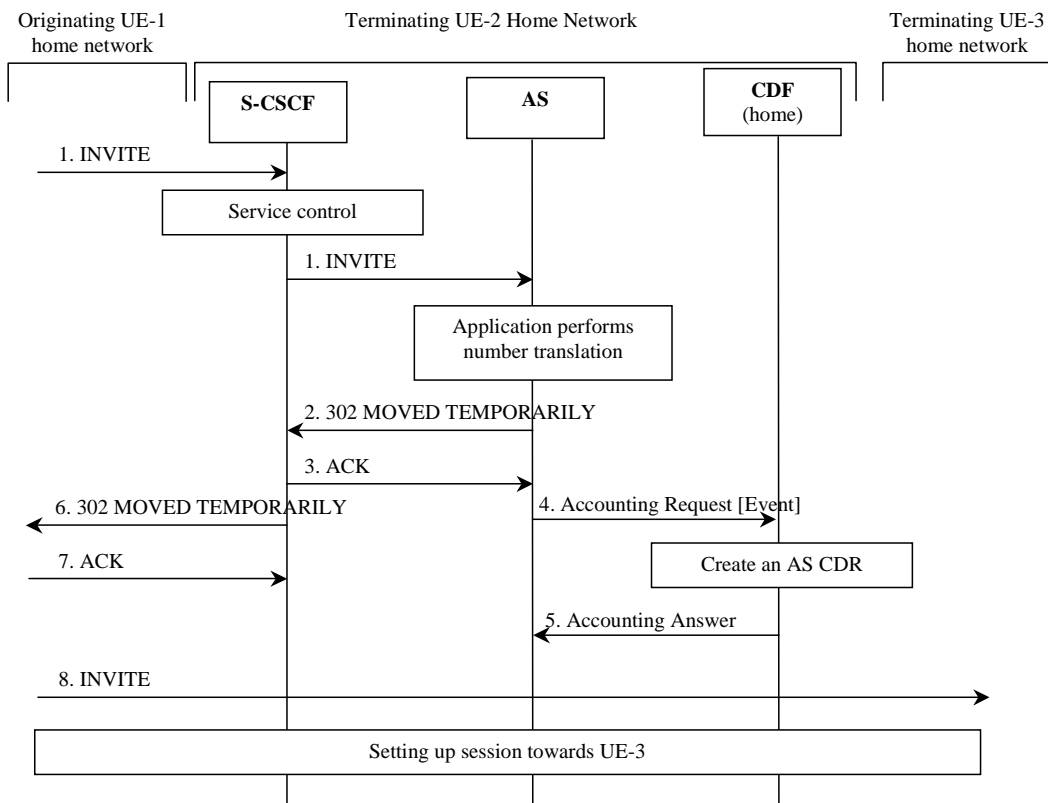 Originating UE-1
home network
Terminating UE-2 Home Network
Terminating UE-3
home network
S-CSCF
AS
CDF
(home)
1. INVITE
Service control
1. INVITE
Application performs
number translation
2. 302 MOVED TEMPORARILY
3. ACK
6. 302 MOVED TEMPORARILY
4. Accounting Request [Event]
7. ACK
Create an AS CDR
5. Accounting Answer
8. INVITE
Setting up session towards UE-3